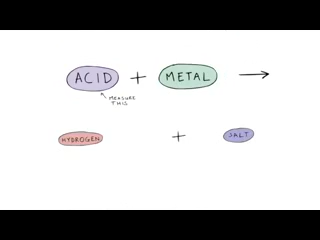 ACID + METAL →
MEASURE
THIS
HYDROGEN + SALT